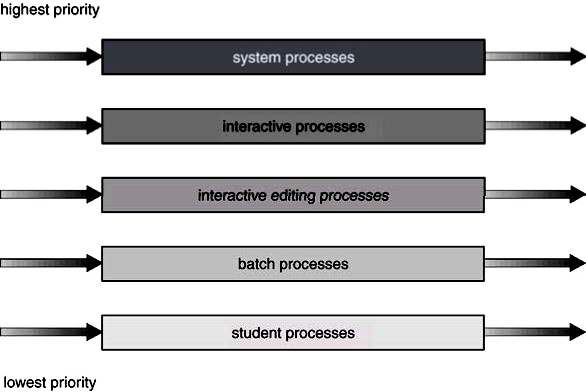 highest priority
system processes
interactive processes
interactive editing processes
batch processes
student processes
lowest priority